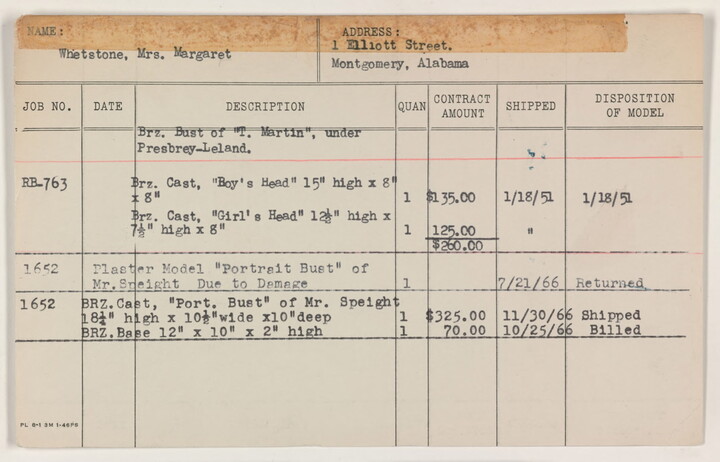 NAME: ADDRESS:
Whetstone, Mrs. Margaret 1 Elliott Street.
Montgomery, Alabama
JOB NO. DATE DESCRIPTION QUAN CONTRACT AMOUNT SHIPPED DISPOSITION OF MODEL
Brz. Bust of "T. Martin", under
Presbrey-Leland.
RB-763 Brz. Cast, "Boy's Head" 15" high x 8"
x 8" 1 $135.00 1/18/51 1/18/51
Brz. Cast, "Girl's Head" 12½" high x
7½" high x 8" 1 125.00 "
$260.00
1652 Plaster Model "Portrait Bust" of
Mr.Speight Due to Damage 1 7/21/66 Returned
1652 BRZ.Cast, "Port. Bust" of Mr. Speight
18¼" high x 10½"wide x10"deep 1 $325.00 11/30/66 Shipped
BRZ.Base 12" x 10" x 2" high 1 70.00 10/25/66 Billed
PL 8-1 3M 1-46PB